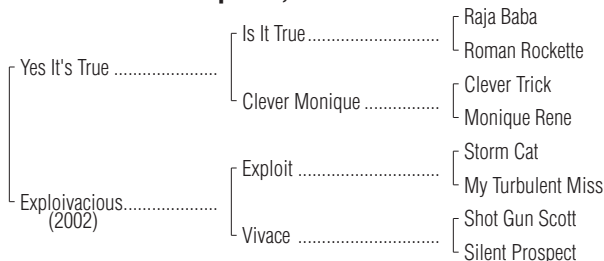 Raja Baba
Is It True
Roman Rockette
Yes It's True
Clever Trick
Clever Monique
Monique Rene
Storm Cat
Exploit
My Turbulent Miss
Exploivacious
(2002)
Shot Gun Scott
Vivace
Silent Prospect